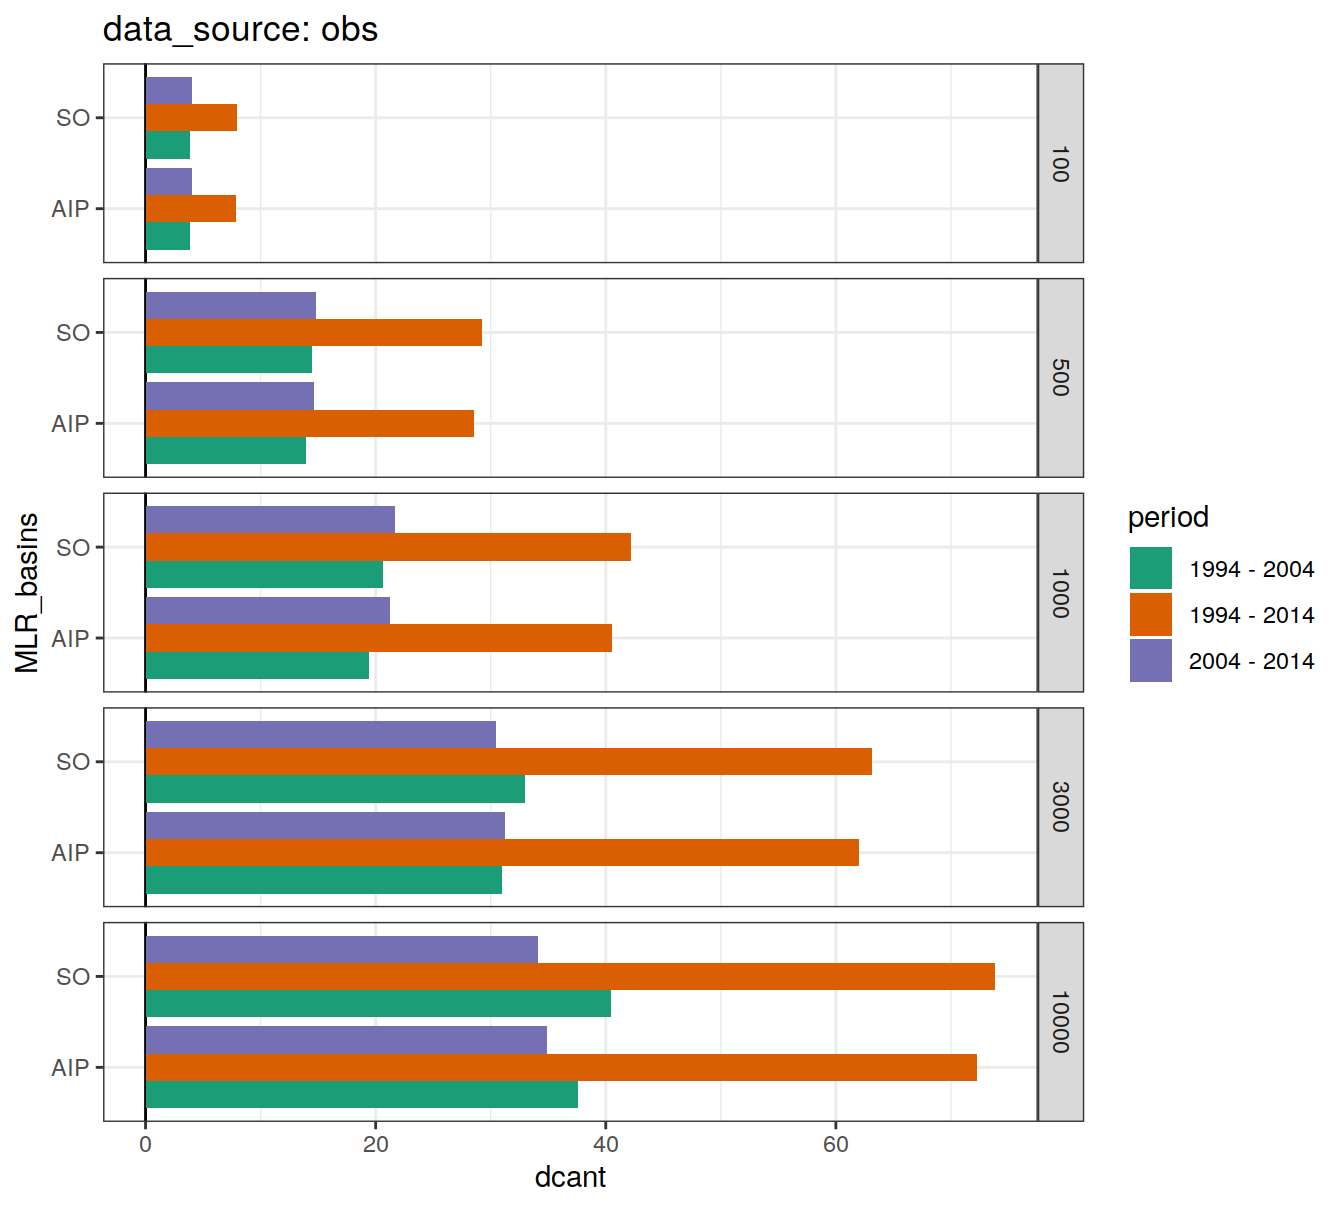 data_source: obs
SO
AIP
100
SO
AIP
500
SO
AIP
1000
SO
AIP
3000
SO
AIP
10000
0 20 40 60
dcant
MLR_basins
period
1994 - 2004
1994 - 2014
2004 - 2014